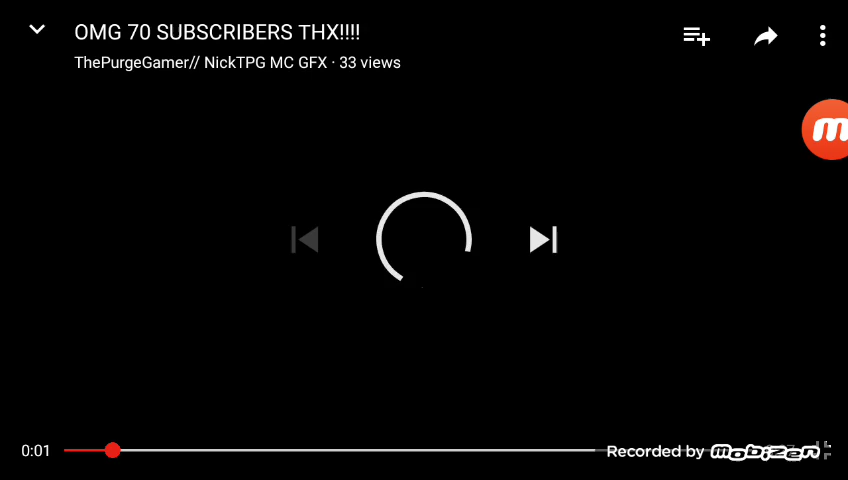 OMG 70 SUBSCRIBERS THX!!!!
ThePurgeGamer// NickTPG MC GFX · 33 views
m
0:01
Recorded by mobizen